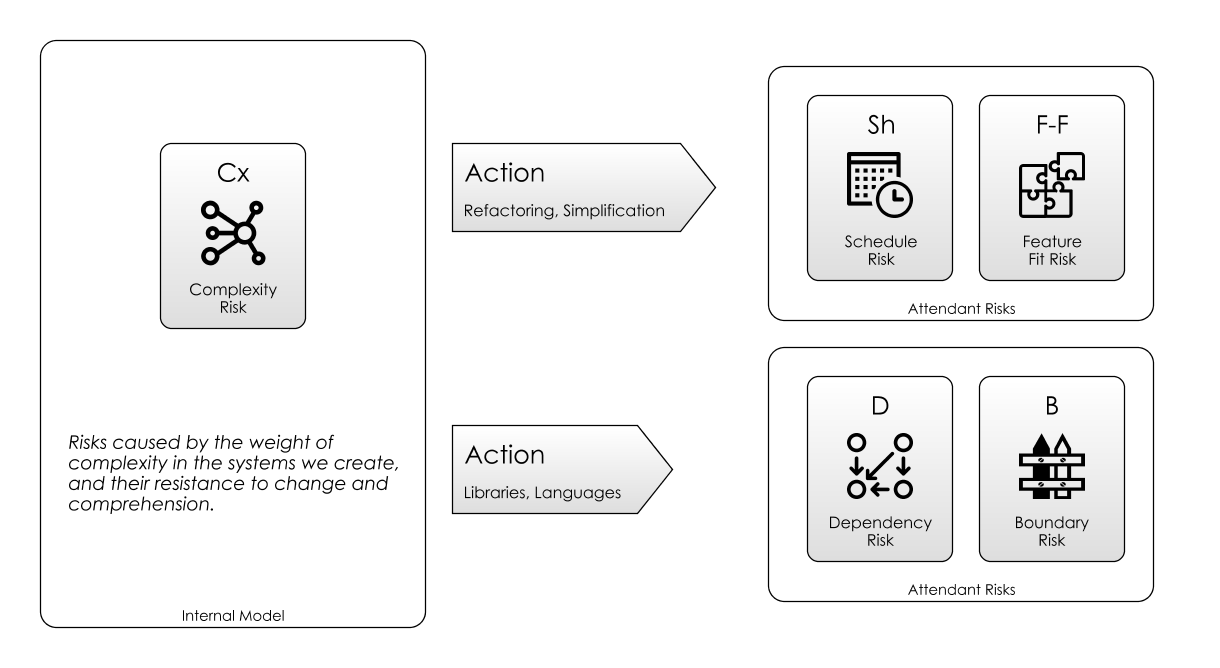 Cx
Complexity
Risk
Risks caused by the weight of
complexity in the systems we create,
and their resistance to change and
comprehension.
Internal Model
Action
Refactoring, Simplification
Sh
Schedule
Risk
F-F
Feature
Fit Risk
Attendant Risks
Action
Libraries, Languages
D
Dependency
Risk
B
Boundary
Risk
Attendant Risks